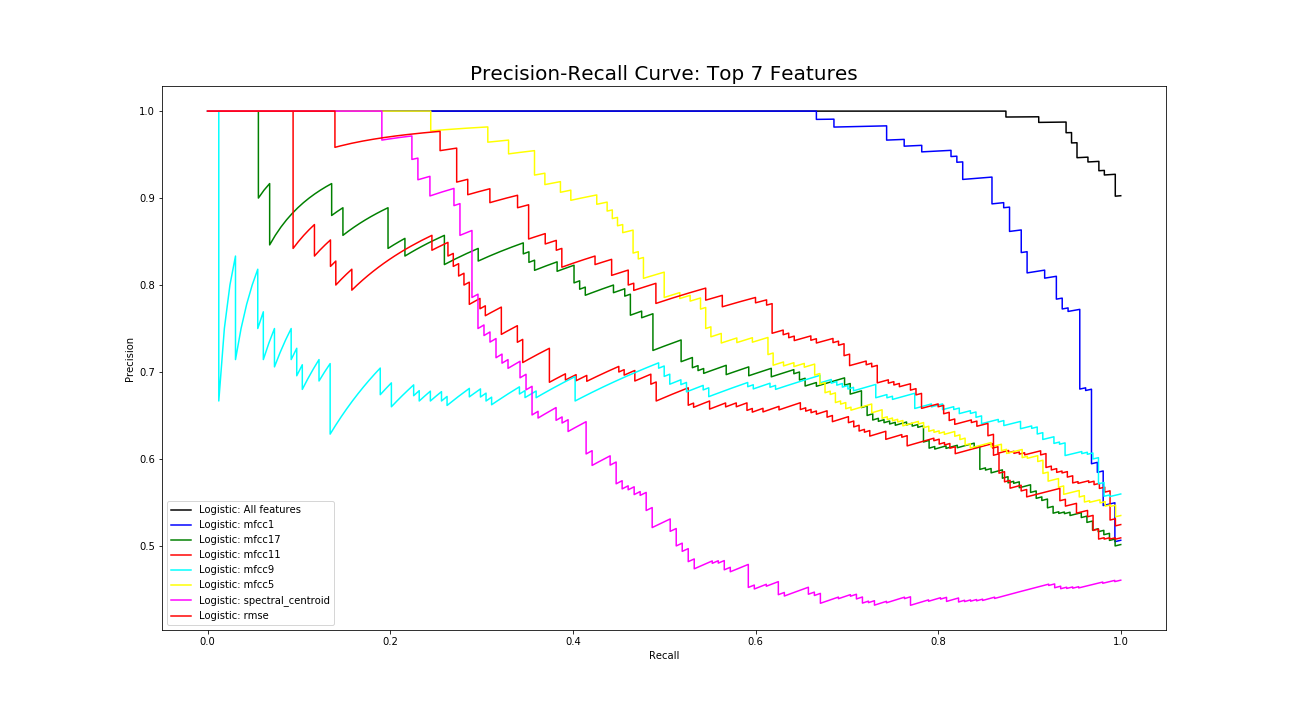 Precision-Recall Curve: Top 7 Features
1.0
0.9
0.8
0.7
0.6
0.5
Precision
Logistic: All features
Logistic: mfcc1
Logistic: mfcc17
Logistic: mfcc11
Logistic: mfcc9
Logistic: mfcc5
Logistic: spectral_centroid
Logistic: rmse
0.0 0.2 0.4 0.6 0.8 1.0
Recall